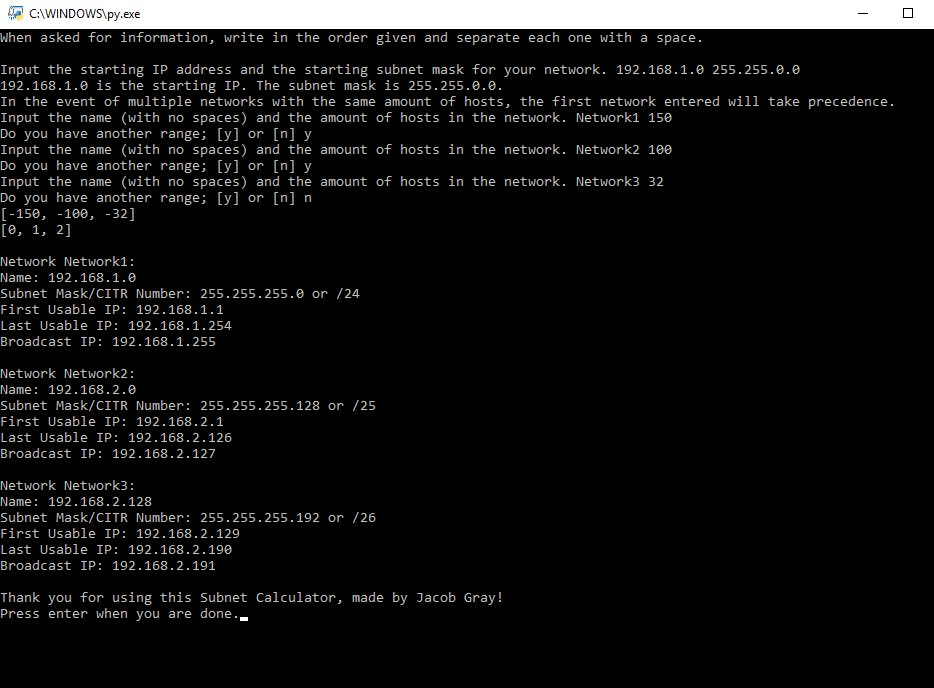 C:\WINDOWS\py.exe
When asked for information, write in the order given and separate each one with a space.
Input the starting IP address and the starting subnet mask for your network. 192.168.1.0 255.255.0.0
192.168.1.0 is the starting IP. The subnet mask is 255.255.0.0.
In the event of multiple networks with the same amount of hosts, the first network entered will take precedence.
Input the name (with no spaces) and the amount of hosts in the network. Network1 150
Do you have another range; [y] or [n] y
Input the name (with no spaces) and the amount of hosts in the network. Network2 100
Do you have another range; [y] or [n] y
Input the name (with no spaces) and the amount of hosts in the network. Network3 32
Do you have another range; [y] or [n] n
[-150, -100, -32]
[0, 1, 2]
Network Network1:
Name: 192.168.1.0
Subnet Mask/CITR Number: 255.255.255.0 or /24
First Usable IP: 192.168.1.1
Last Usable IP: 192.168.1.254
Broadcast IP: 192.168.1.255
Network Network2:
Name: 192.168.2.0
Subnet Mask/CITR Number: 255.255.255.128 or /25
First Usable IP: 192.168.2.1
Last Usable IP: 192.168.2.126
Broadcast IP: 192.168.2.127
Network Network3:
Name: 192.168.2.128
Subnet Mask/CITR Number: 255.255.255.192 or /26
First Usable IP: 192.168.2.129
Last Usable IP: 192.168.2.190
Broadcast IP: 192.168.2.191
Thank you for using this Subnet Calculator, made by Jacob Gray!
Press enter when you are done.